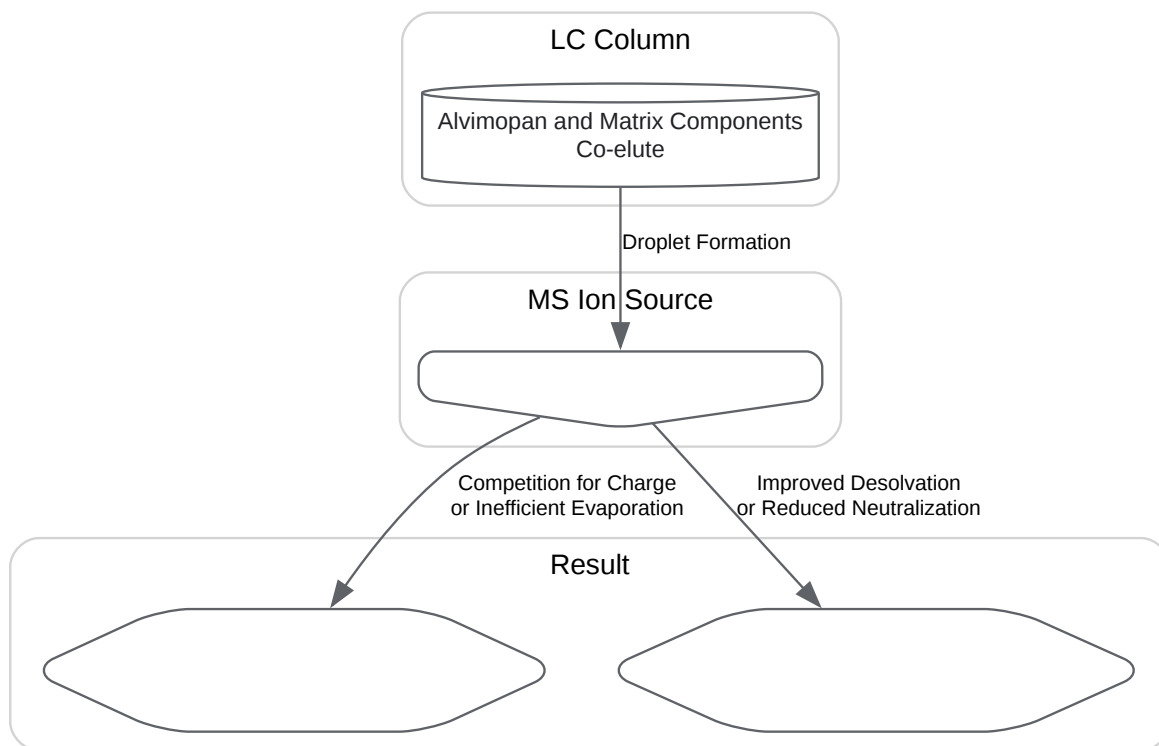 LC Column
Alvimopan and Matrix Components
Co-elute
Droplet Formation
MS Ion Source
Competition for Charge
or Inefficient Evaporation
Improved Desolvation
or Reduced Neutralization
Result